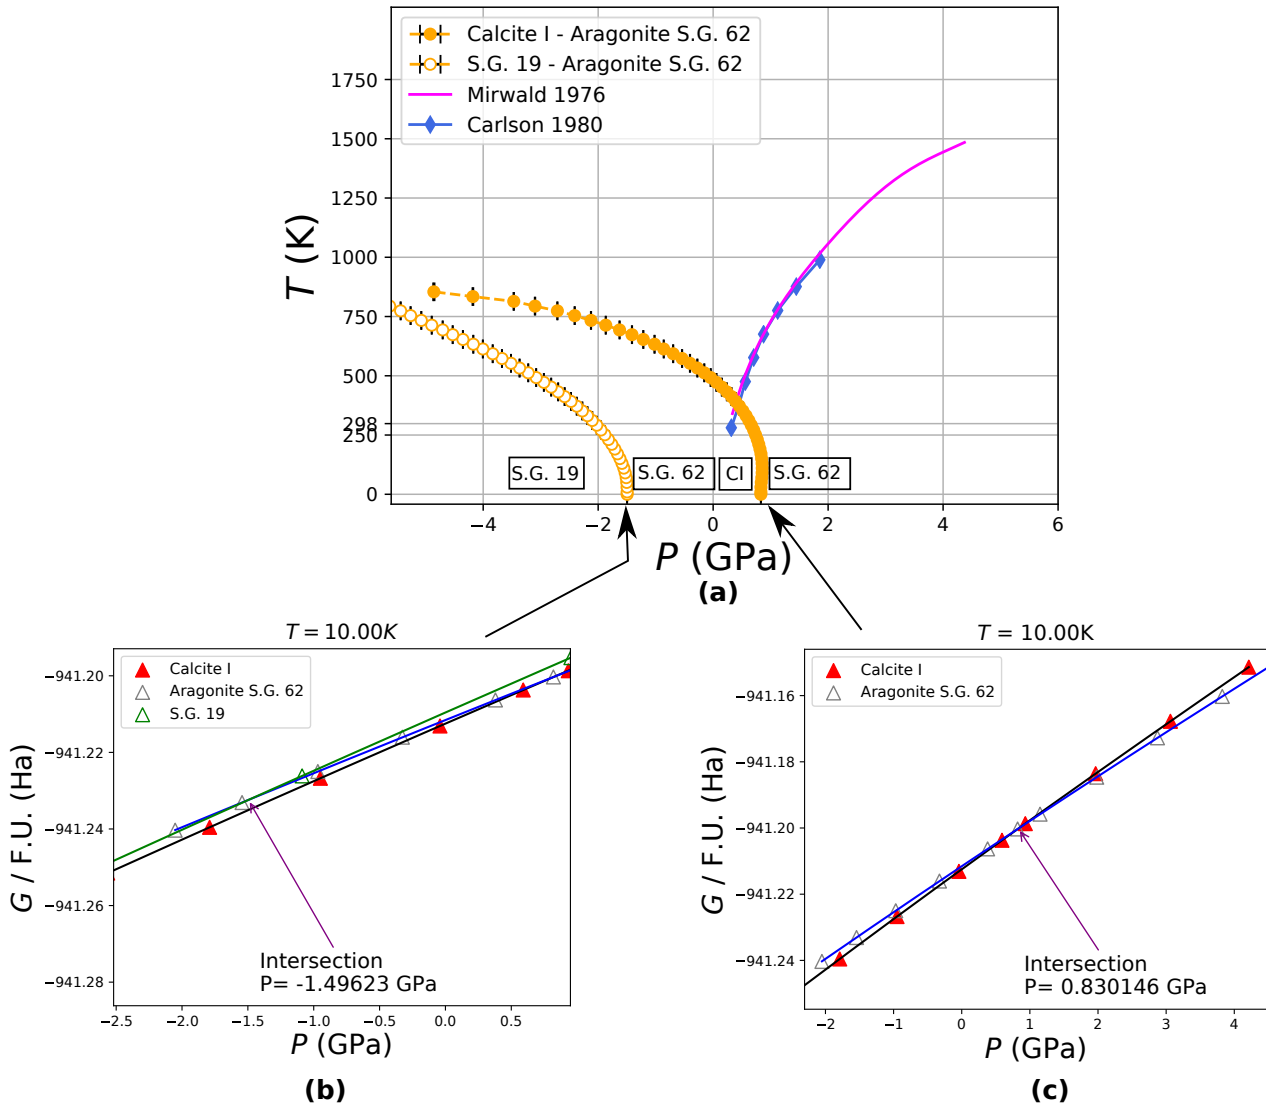 Calcite I - Aragonite S.G. 62
S.G. 19 - Aragonite S.G. 62
Mirwald 1976
Carlson 1980
T (K)
1750
1500
1250
1000
750
500
298
250
0
S.G. 19
S.G. 62
CI
S.G. 62
−4
−2
0
2
4
6
P (GPa)
(a)
T = 10.00K
Calcite I
Aragonite S.G. 62
S.G. 19
G / F.U. (Ha)
−941.20
−941.22
−941.24
−941.26
−941.28
Intersection
P= -1.49623 GPa
−2.5
−2.0
−1.5
−1.0
−0.5
0.0
0.5
P (GPa)
(b)
T = 10.00K
Calcite I
Aragonite S.G. 62
G / F.U. (Ha)
−941.16
−941.18
−941.20
−941.22
−941.24
Intersection
P= 0.830146 GPa
−2
−1
0
1
2
3
4
P (GPa)
(c)